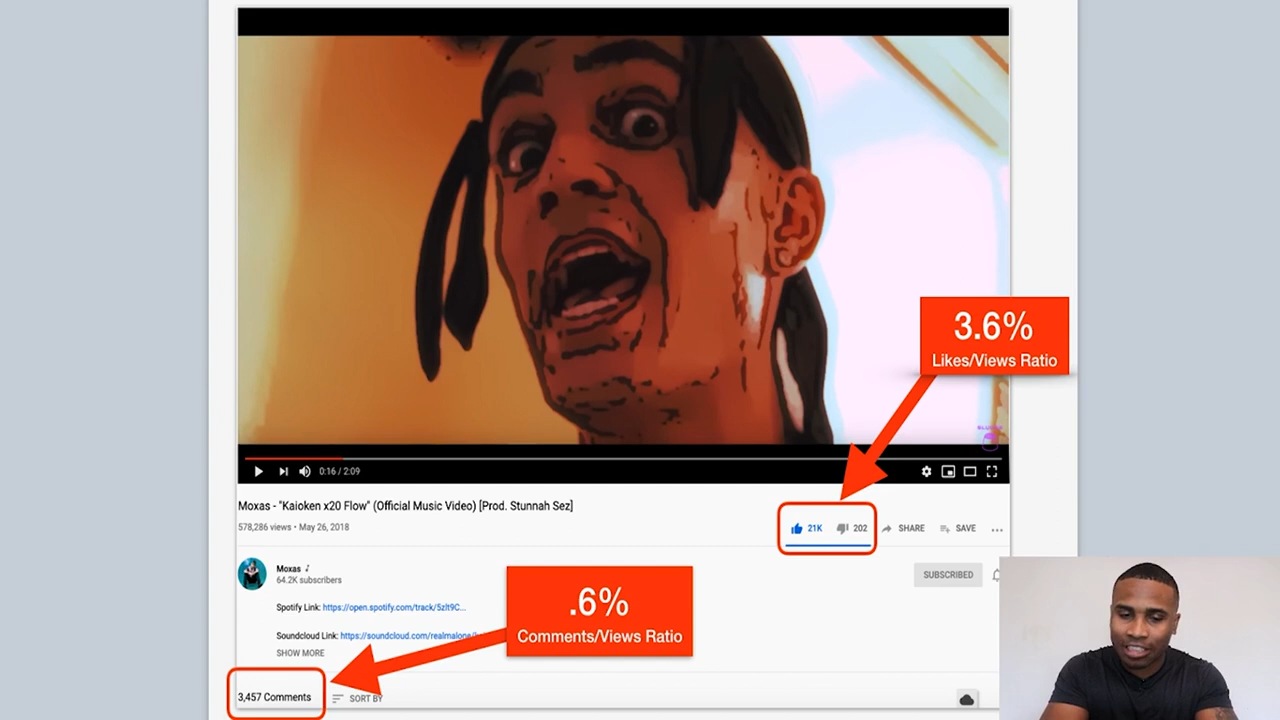 3.6%
Likes/Views Ratio
0:16 / 2:09
Moxas - "Kaioken x20 Flow" (Official Music Video) [Prod. Stunnah Sez]
578,286 views • May 26, 2018
21K
202
SHARE
SAVE
Moxas
64.2K subscribers
SUBSCRIBED
.6%
Comments/Views Ratio
Spotify Link: https://open.spotify.com/track/5zlt9C...
Soundcloud Link: https://soundcloud.com/realmalone/
SHOW MORE
3,457 Comments
SORT BY